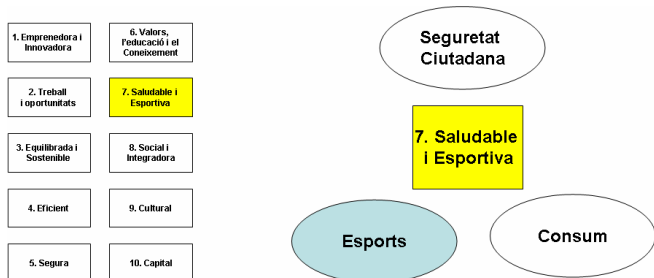 1. Emprenedora i
Innovadora
2. Treball
i oportunitats
3. Equilibrada i
Sostenible
4. Eficient
5. Segura
6. Valors,
l'educació i el
Coneixement
7. Saludable i
Esportiva
8. Social i
Integradora
9. Cultural
10. Capital
Seguretat
Ciutadana
7. Saludable
i Esportiva
Esports
Consum